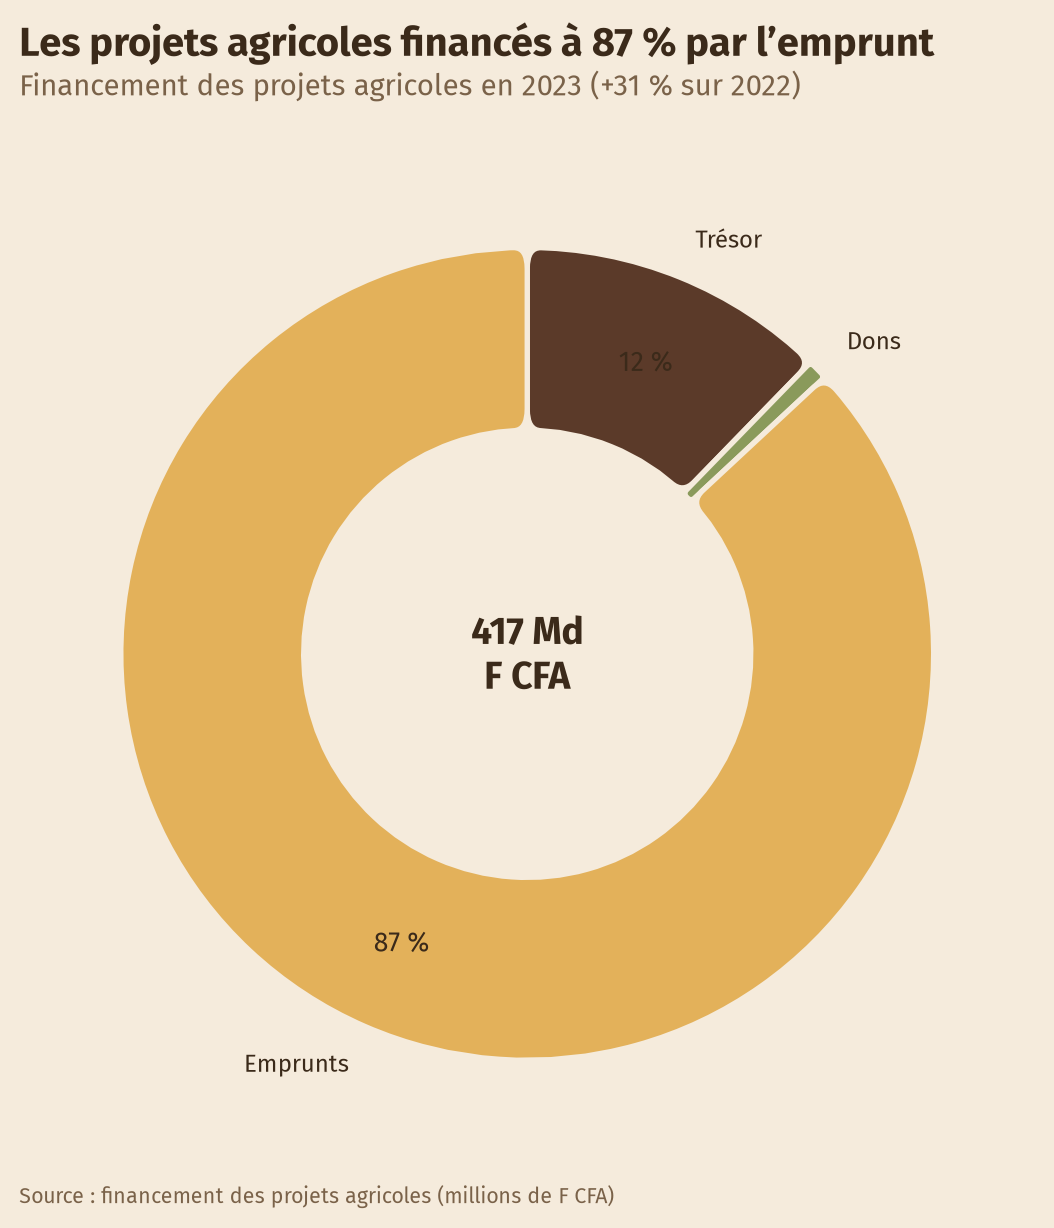 Les projets agricoles financés à 87 % par l’emprunt
Financement des projets agricoles en 2023 (+31 % sur 2022)
Trésor
Dons
12 %
417 Md
F CFA
87 %
Emprunts
Source : financement des projets agricoles (millions de F CFA)